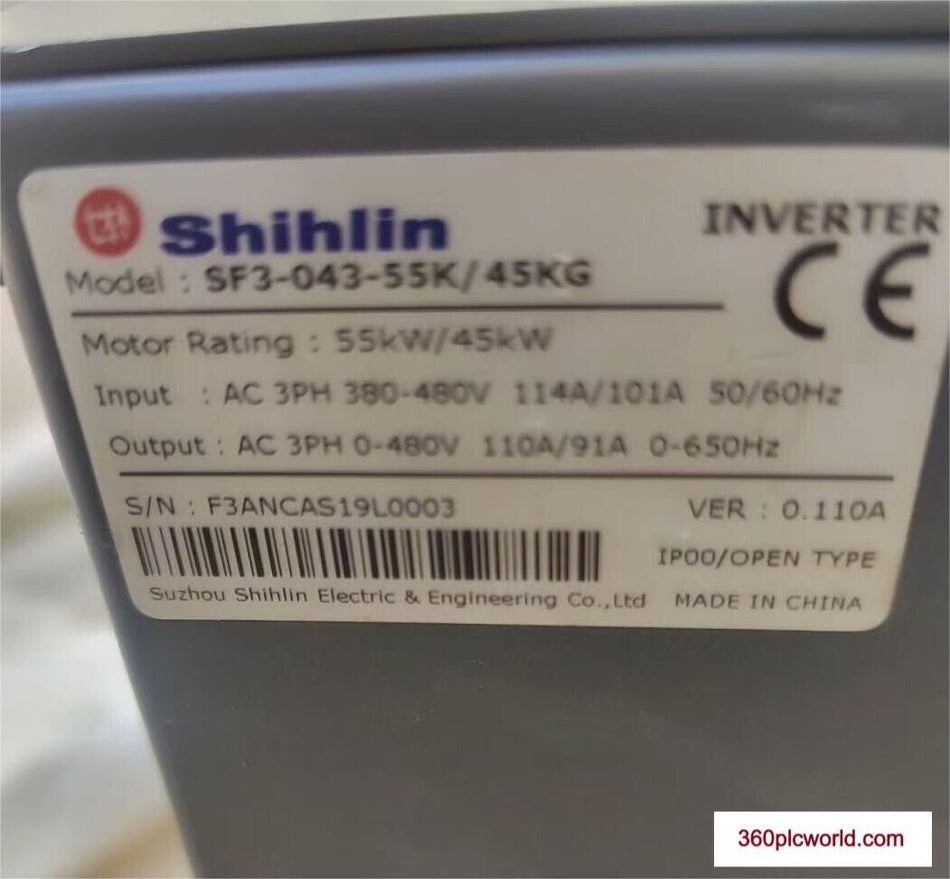 Shihlin
INVERTER
Model : SF3-043-55K/45KG
CE
Motor Rating : 55kW/45kW
Input : AC 3PH 380-480V 114A/101A 50/60Hz
Output : AC 3PH 0-480V 110A/91A 0-650Hz
S/N : F3ANCAS19L0003
VER : 0.110A
IP00/OPEN TYPE
Suzhou Shihlin Electric & Engineering Co.,Ltd MADE IN CHINA
360plcworld.com